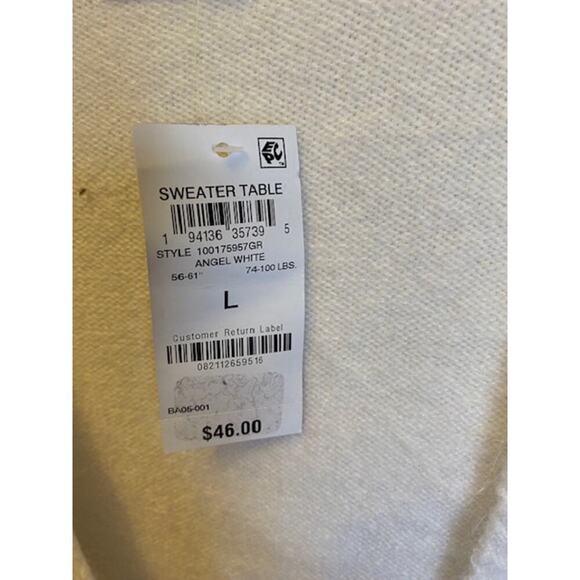 EPC
SWEATER TABLE
1 94136 35739 5
STYLE 100175957GR
ANGEL WHITE
56-61" 74-100 LBS.
L
Customer Return Label
082112659516
BA05-001
$46.00